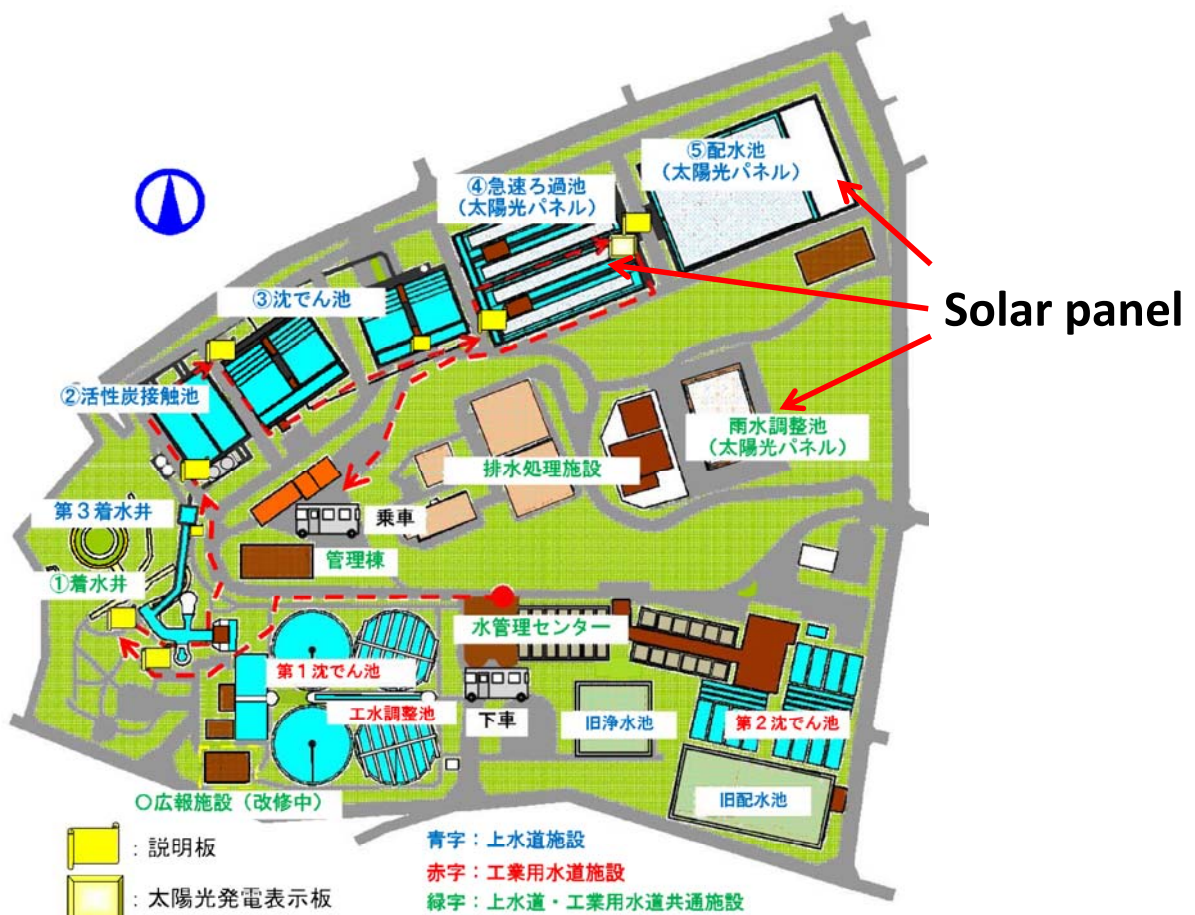 ⑤配水池
(太陽光パネル)
④急速ろ過池
(太陽光パネル)
③沈でん池
Solar panel
②活性炭接触池
雨水調整池
(太陽光パネル)
排水処理施設
第３着水井
乗車
管理棟
①着水井
水管理センター
第１沈でん池
工水調整池
下車
旧浄水池
第２沈でん池
旧配水池
○広報施設（改修中）
：説明板
：太陽光発電表示板
青字：上水道施設
赤字：工業用水道施設
緑字：上水道・工業用水道共通施設